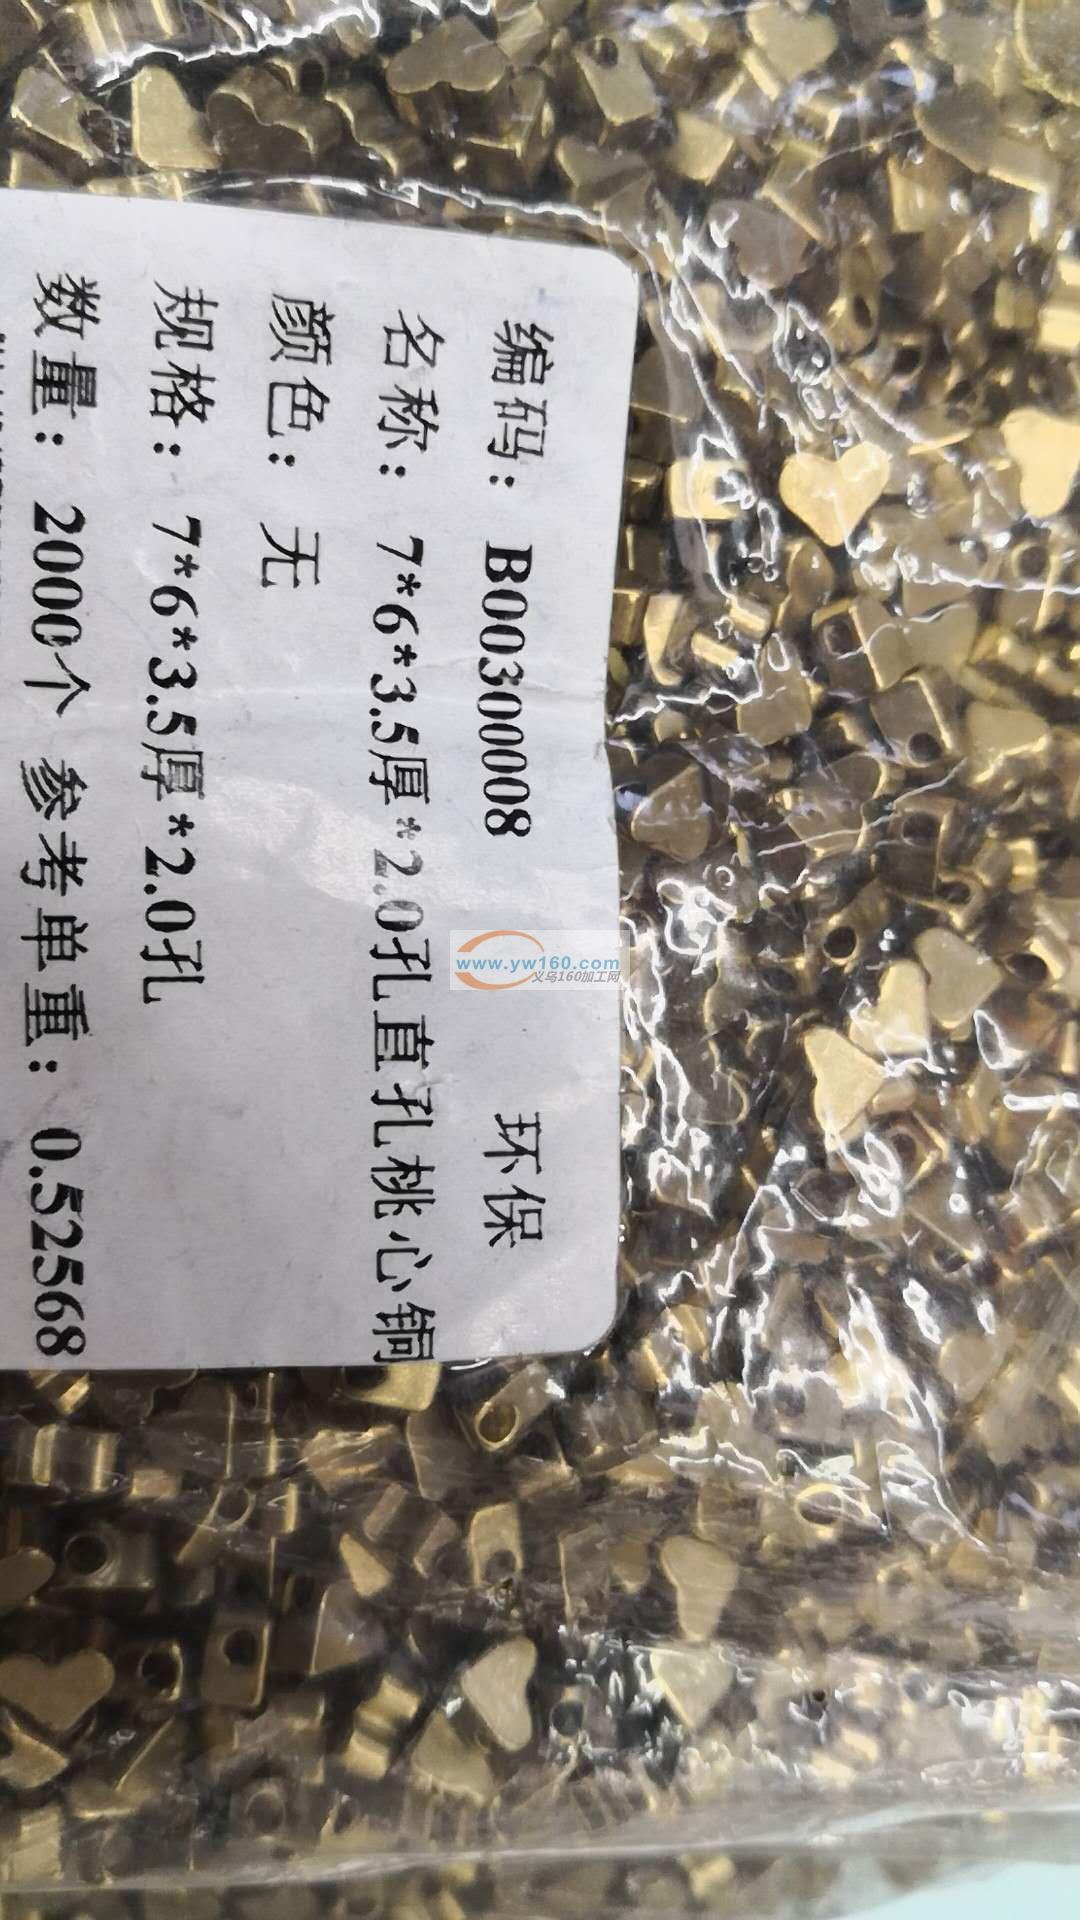 编码：B0030008 环保
名称：7*6*3.5厚*2.0孔直孔桃心铜
颜色：无
规格：7*6*3.5厚*2.0孔
数量：2000个 参考单重：0.52568
www.yw160.com
义乌160加工网